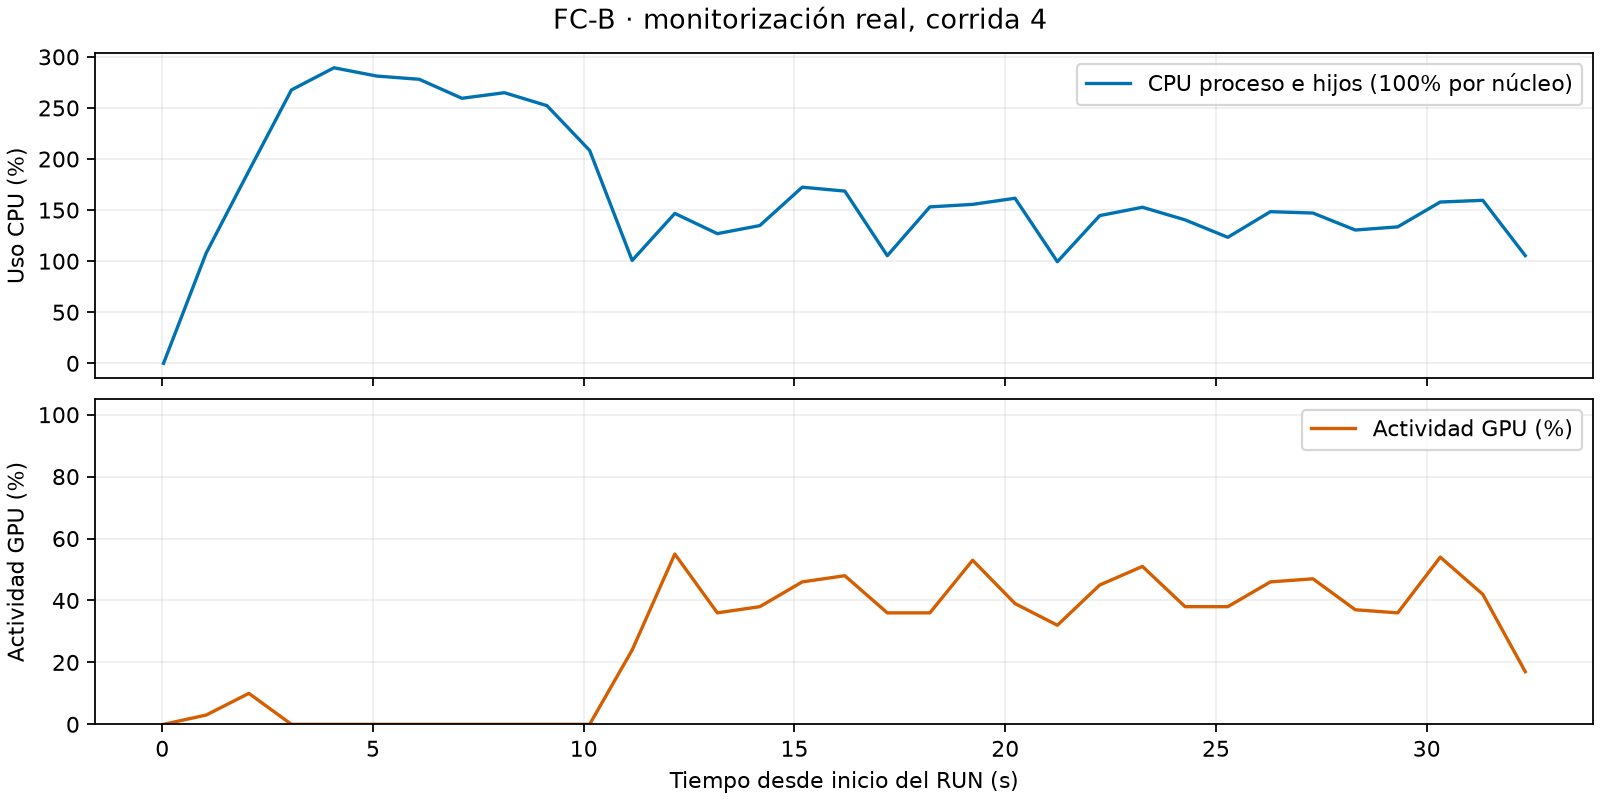 FC-B · monitorización real, corrida 4
300
250
200
150
100
50
0
Uso CPU (%)
CPU proceso e hijos (100% por núcleo)
100
80
60
40
20
0
Actividad GPU (%)
Actividad GPU (%)
0 5 10 15 20 25 30
Tiempo desde inicio del RUN (s)